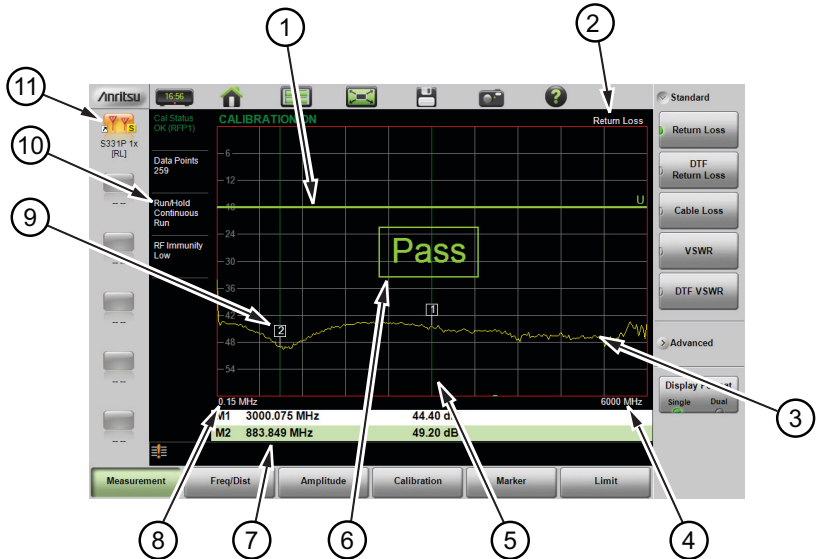 1
2
11
/inritsu
16:56
?
Standard
S331P 1x
[RL]
-- --
-- --
-- --
-- --
-- --
Cal Status
OK (RFP1)
Data Points
259
Run/Hold
Continuous
Run
RF Immunity
Low
CALIBRATION ON
Return Loss
-6
-12
-18
-24
-30
-36
-42
-48
-54
U
Pass
1
2
0.15 MHz
6000 MHz
M1 3000.075 MHz 44.40 d
M2 883.849 MHz 49.20 dB
Return Loss
DTF
Return Loss
Cable Loss
VSWR
DTF VSWR
Advanced
Display Format
Single Dual
Measurement
Freq/Dist
Amplitude
Calibration
Marker
Limit
10
9
3
8
7
6
5
4